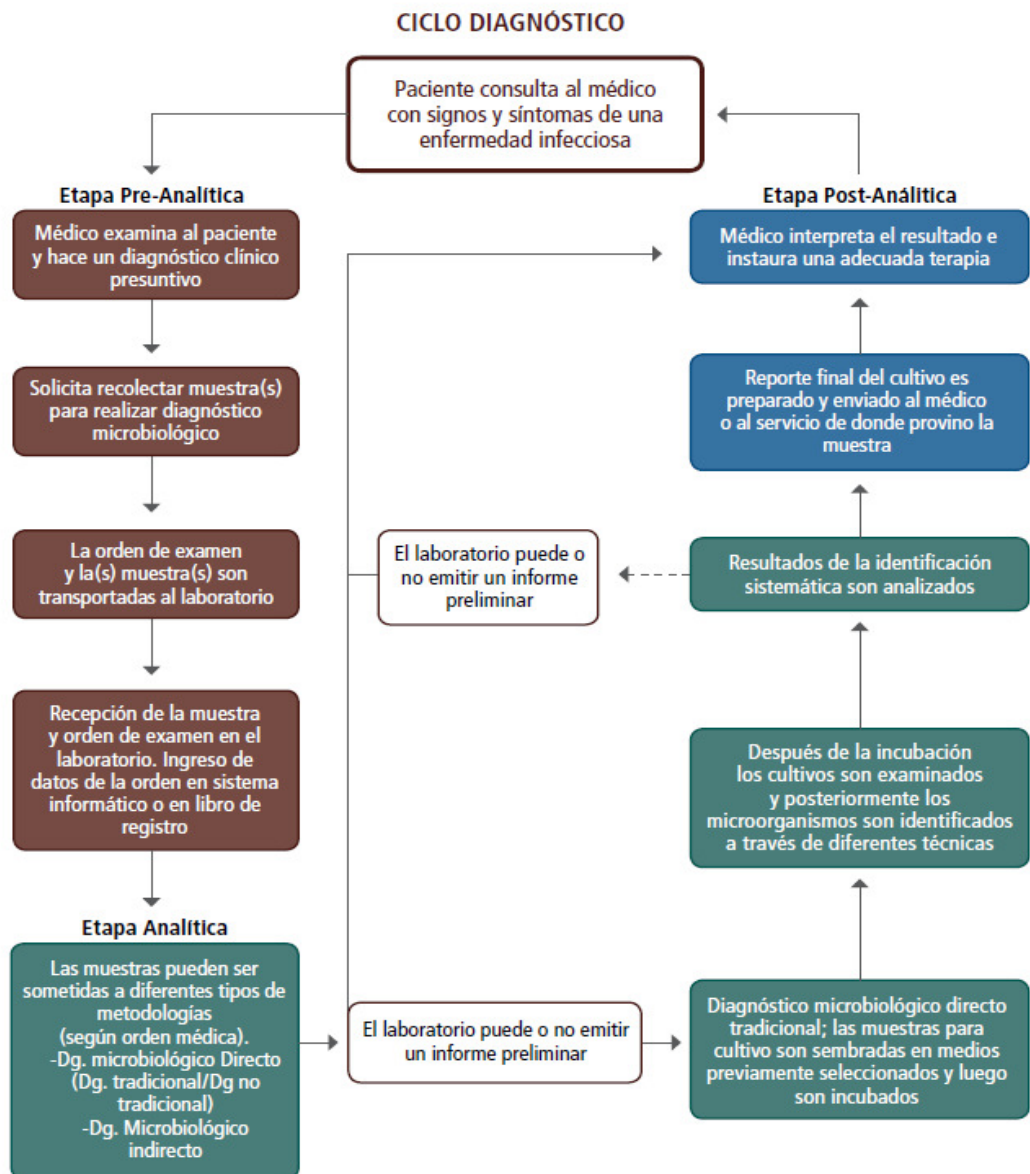 CICLO DIAGNÓSTICO
Paciente consulta al médico
con signos y síntomas de una
enfermedad infecciosa
Etapa Pre-Analítica
Médico examina al paciente
y hace un diagnóstico clínico
presuntivo
Solicita recolectar muestra(s)
para realizar diagnóstico
microbiológico
La orden de examen
y la(s) muestra(s) son
transportadas al laboratorio
Recepción de la muestra
y orden de examen en el
laboratorio. Ingreso de
datos de la orden en sistema
informático o en libro de
registro
Etapa Analítica
Las muestras pueden ser
sometidas a diferentes tipos de
metodologías
(según orden médica).
-Dg. microbiológico Directo
(Dg. tradicional/Dg no
tradicional)
-Dg. Microbiológico
indirecto
El laboratorio puede o no emitir
un informe preliminar
Diagnóstico microbiológico directo
tradicional; las muestras para
cultivo son sembradas en medios
previamente seleccionados y luego
son incubados
Después de la incubación
los cultivos son examinados
y posteriormente los
microorganismos son identificados
a través de diferentes técnicas
Resultados de la identificación
sistemática son analizados
El laboratorio puede o
no emitir un informe
preliminar
Reporte final del cultivo es
preparado y enviado al médico
o al servicio de donde provino la
muestra
Etapa Post-Análitica
Médico interpreta el resultado e
instaura una adecuada terapia